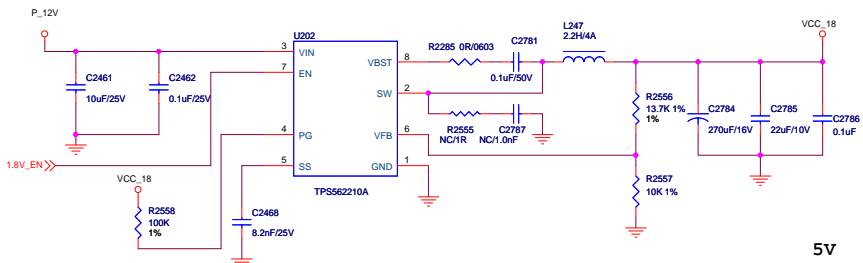 P_12V
U202
VCC_18
3 VIN
7 EN
4 PG
5 SS
VBST 8
SW 2
VFB 6
GND 1
TPS562210A
C2461
10uF/25V
C2462
0.1uF/25V
R2285 0R/0603
C2781
0.1uF/50V
L247
2.2H/4A
R2555
NC/1R
C2787
NC/1.0nF
R2556
13.7K 1%
1%
C2784
270uF/16V
C2785
22uF/10V
C2786
0.1uF
R2557
10K 1%
1.8V_EN
VCC_18
R2558
100K
1%
C2468
8.2nF/25V
5V